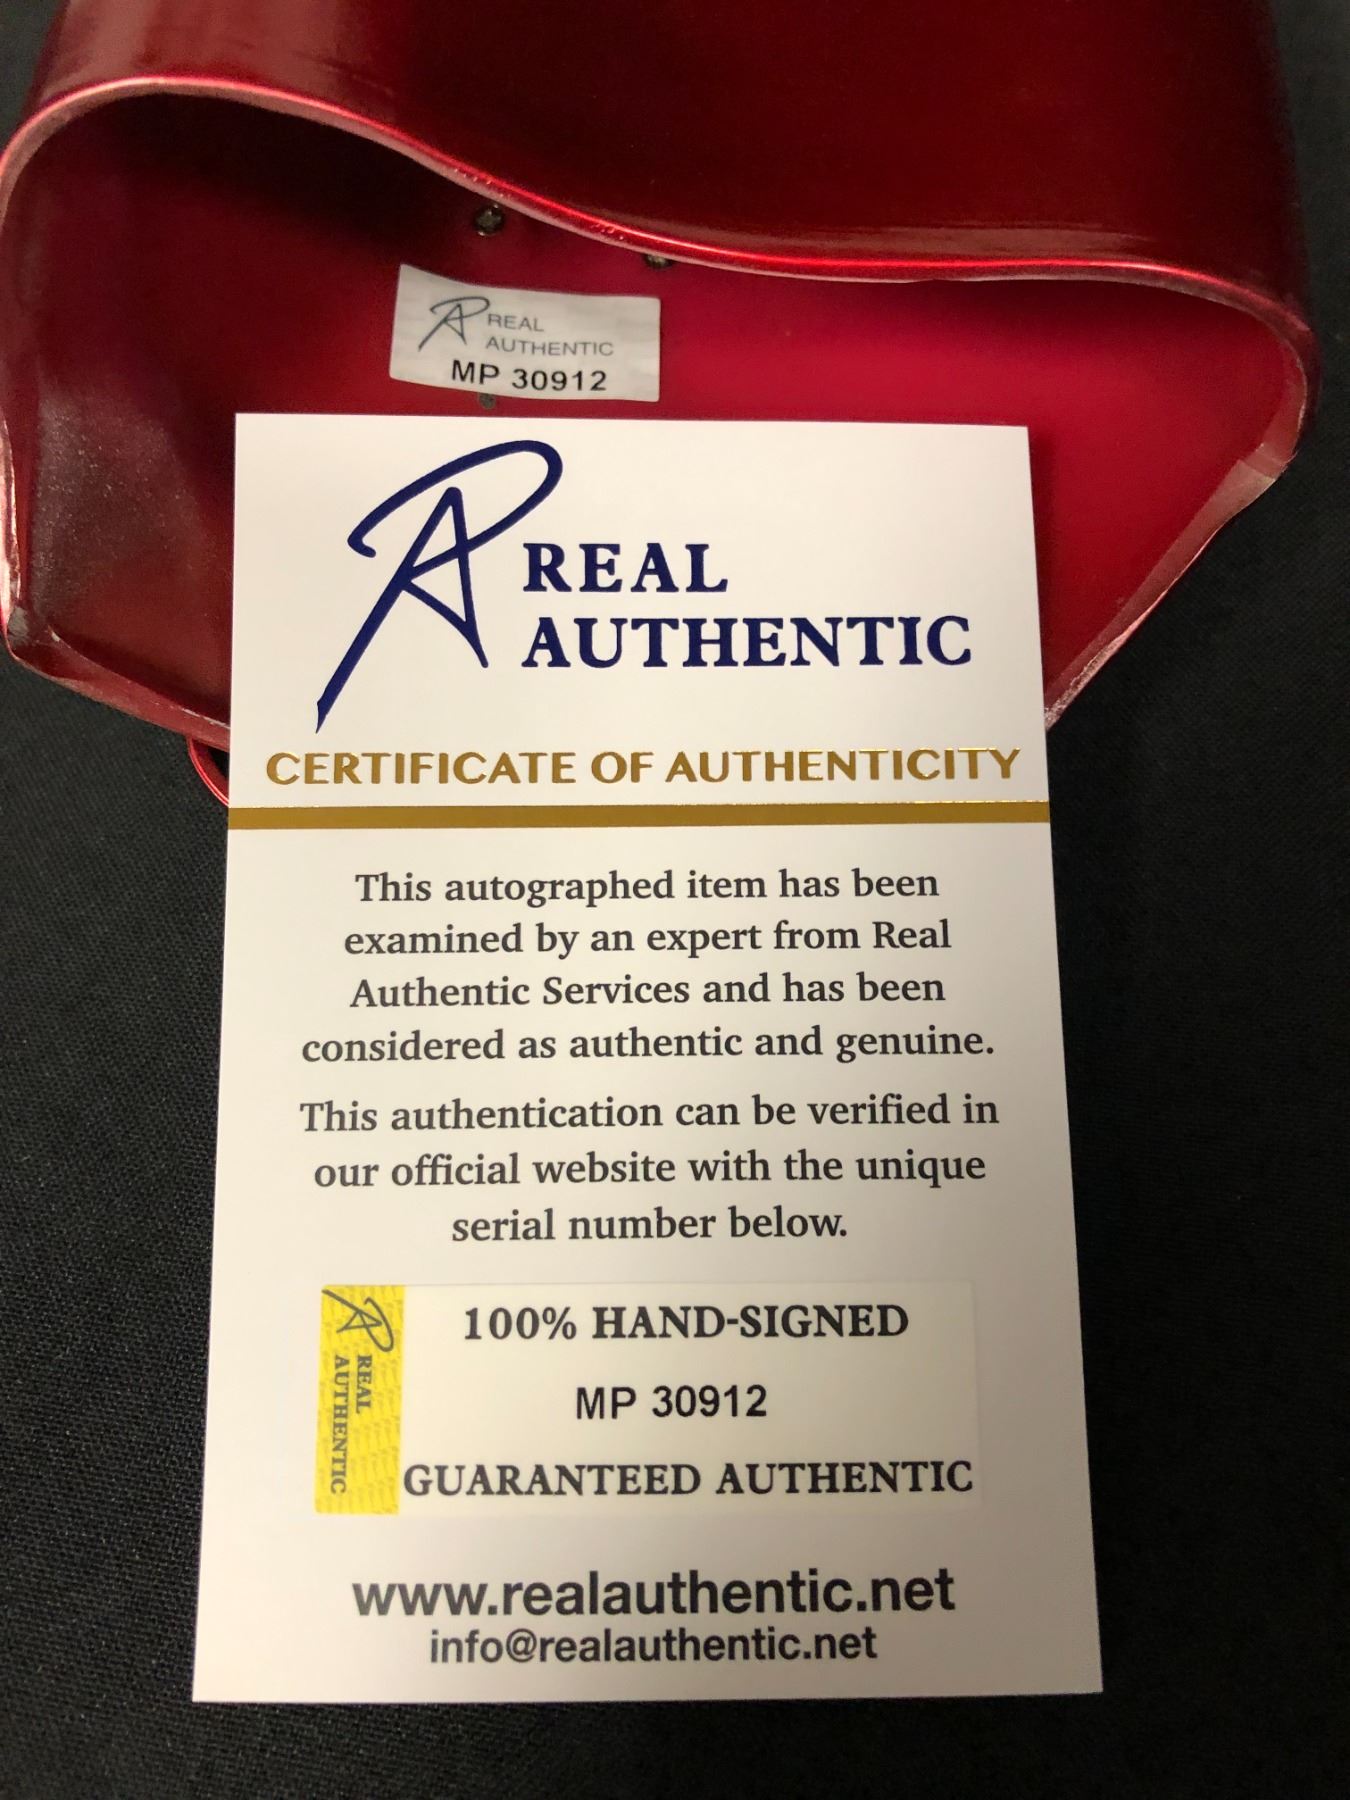 REAL
AUTHENTIC
MP 30912
REAL
AUTHENTIC
CERTIFICATE OF AUTHENTICITY
This autographed item has been
examined by an expert from Real
Authentic Services and has been
considered as authentic and genuine.
This authentication can be verified in
our official website with the unique
serial number below.
REAL
AUTHENTIC
100% HAND-SIGNED
MP 30912
GUARANTEED AUTHENTIC
www.realauthentic.net
info@realauthentic.net